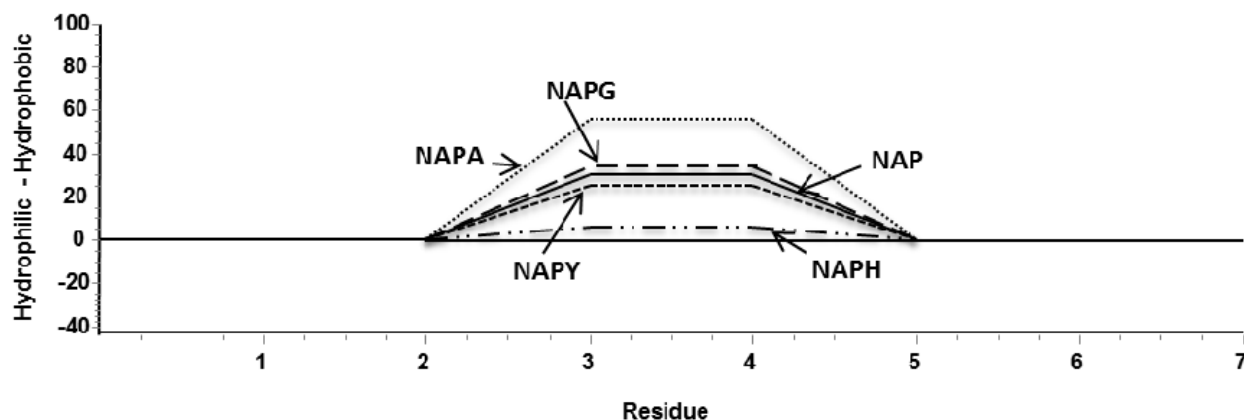 Hydrophilic - Hydrophobic
100
80
60
40
20
0
-20
-40
NAPG
NAPA
NAP
NAPY
NAPH
1 2 3 4 5 6 7
Residue